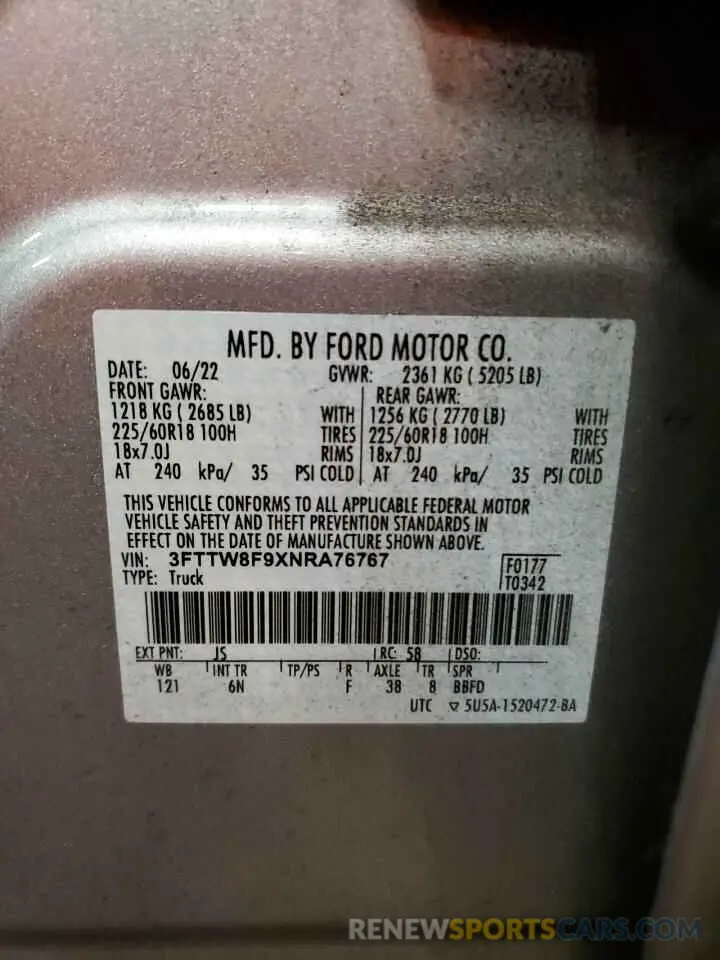 MFD. BY FORD MOTOR CO.
DATE: 06/22 GVWR: 2361 KG ( 5205 LB)
FRONT GAWR: REAR GAWR:
1218 KG ( 2685 LB) WITH 1256 KG ( 2770 LB) WITH
225/60R18 100H TIRES 225/60R18 100H TIRES
18x7.0J RIMS 18x7.0J RIMS
AT 240 kPa/ 35 PSI COLD AT 240 kPa/ 35 PSI COLD
THIS VEHICLE CONFORMS TO ALL APPLICABLE FEDERAL MOTOR
VEHICLE SAFETY AND THEFT PREVENTION STANDARDS IN
EFFECT ON THE DATE OF MANUFACTURE SHOWN ABOVE.
VIN: 3FTTW8F9XNRA76767 F0177
TYPE: Truck T0342
EXT PNT: JS RC: 58 DSO:
WB INT TR TP/PS R AXLE TR SPR
121 6N F 38 8 BBFD
UTC 5U5A-1520472-BA
RENEWSPORTSCARS.COM